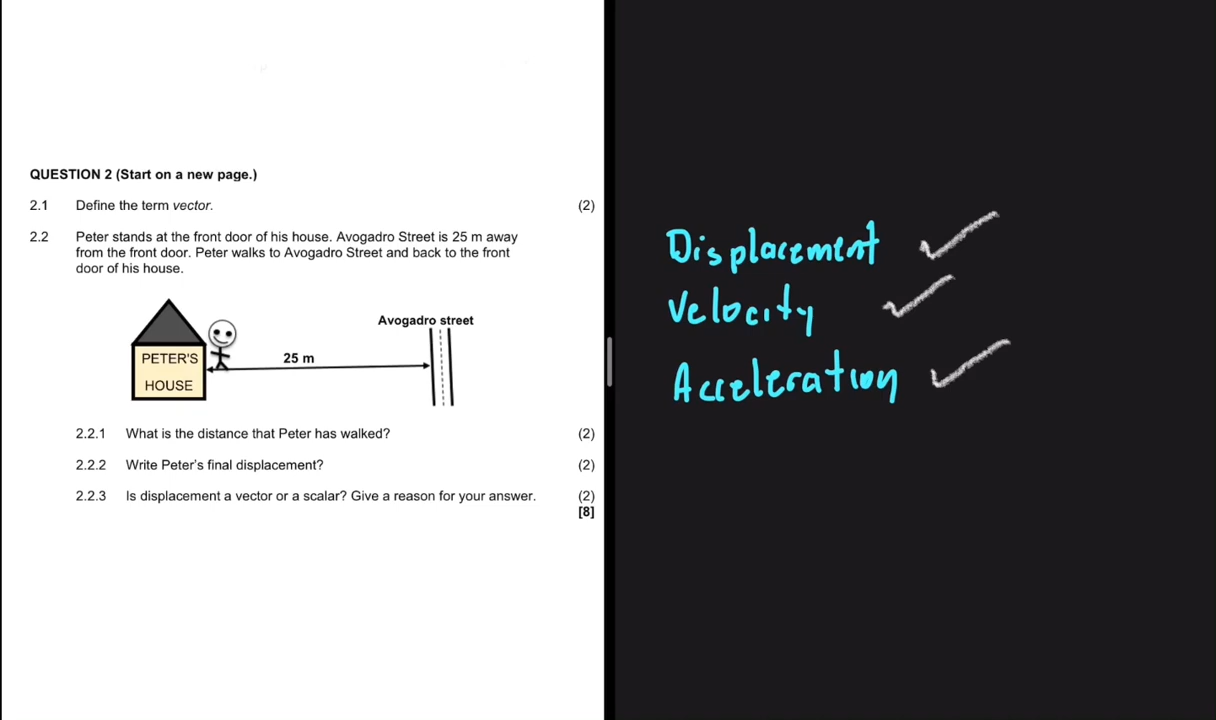 QUESTION 2 (Start on a new page.)
2.1 Define the term vector. (2)
2.2 Peter stands at the front door of his house. Avogadro Street is 25 m away
from the front door. Peter walks to Avogadro Street and back to the front
door of his house.
Avogadro street
PETER'S
HOUSE
25 m
2.2.1 What is the distance that Peter has walked? (2)
2.2.2 Write Peter's final displacement? (2)
2.2.3 Is displacement a vector or a scalar? Give a reason for your answer. (2)
[8]
Displacement
Velocity
Acceleration